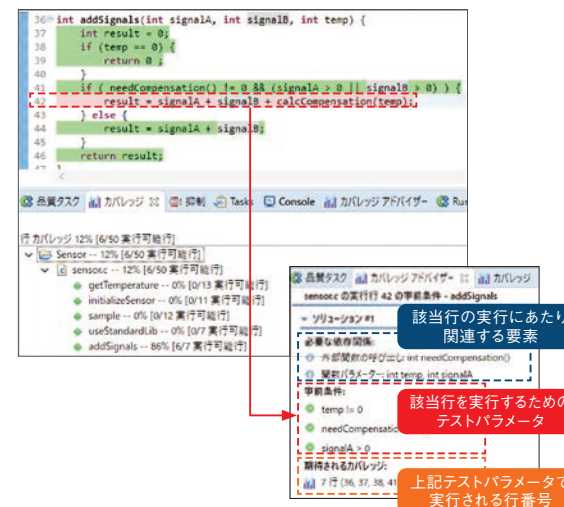 36 int addSignals(int signalA, int signalB, int temp) {
37 int result = 0;
38 if (temp == 0) {
39 return 0 ;
40 }
41 if ( needCompensation() != 0 && (signalA > 0 || signalB > 0) ) {
42 result = signalA + signalB + calcCompensation(temp);
43 } else {
44 result = signalA + signalB;
45 }
46 return result;
47 }
品質タスク カバレッジ 抑制 Tasks Console カバレッジ アドバイザー Run
行 カバレッジ 12% [6/50 実行可能行]
Sensor -- 12% [6/50 実行可能行]
sensor.c -- 12% [6/50 実行可能行]
getTemperature -- 0% [0/13 実行可能行]
initializeSensor -- 0% [0/11 実行可能行]
sample -- 0% [0/12 実行可能行]
useStandardLib -- 0% [0/7 実行可能行]
addSignals -- 86% [6/7 実行可能行]
品質タスク カバレッジ アドバイザー カバレッジ
sensor.c の実行行 42 の事前条件 - addSignals
ソリューション #1
必要な依存関係:
外部関数の呼び出し: int needCompensation()
関数パラメーター: int temp, int signalA
事前条件:
temp != 0
needCompensatio
signalA > 0
期待されるカバレッジ:
7 行 (36, 37, 38, 41
該当行の実行にあたり
関連する要素
該当行を実行するための
テストパラメータ
上記テストパラメータで
実行される行番号